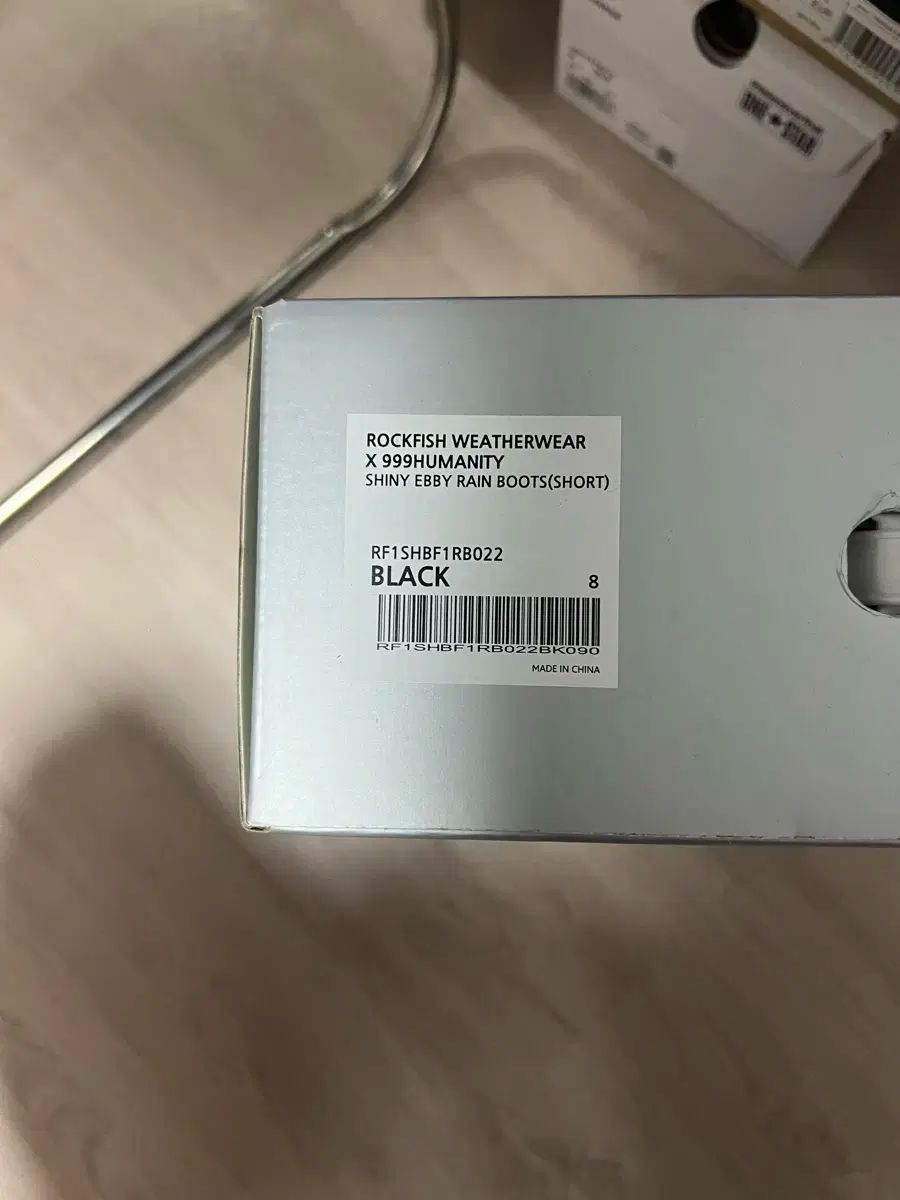 ROCKFISH WEATHERWEAR
X 999HUMANITY
SHINY EBBY RAIN BOOTS(SHORT)
RF1SHBF1RB022
BLACK 8
RF1SHBF1RB022BK090
MADE IN CHINA